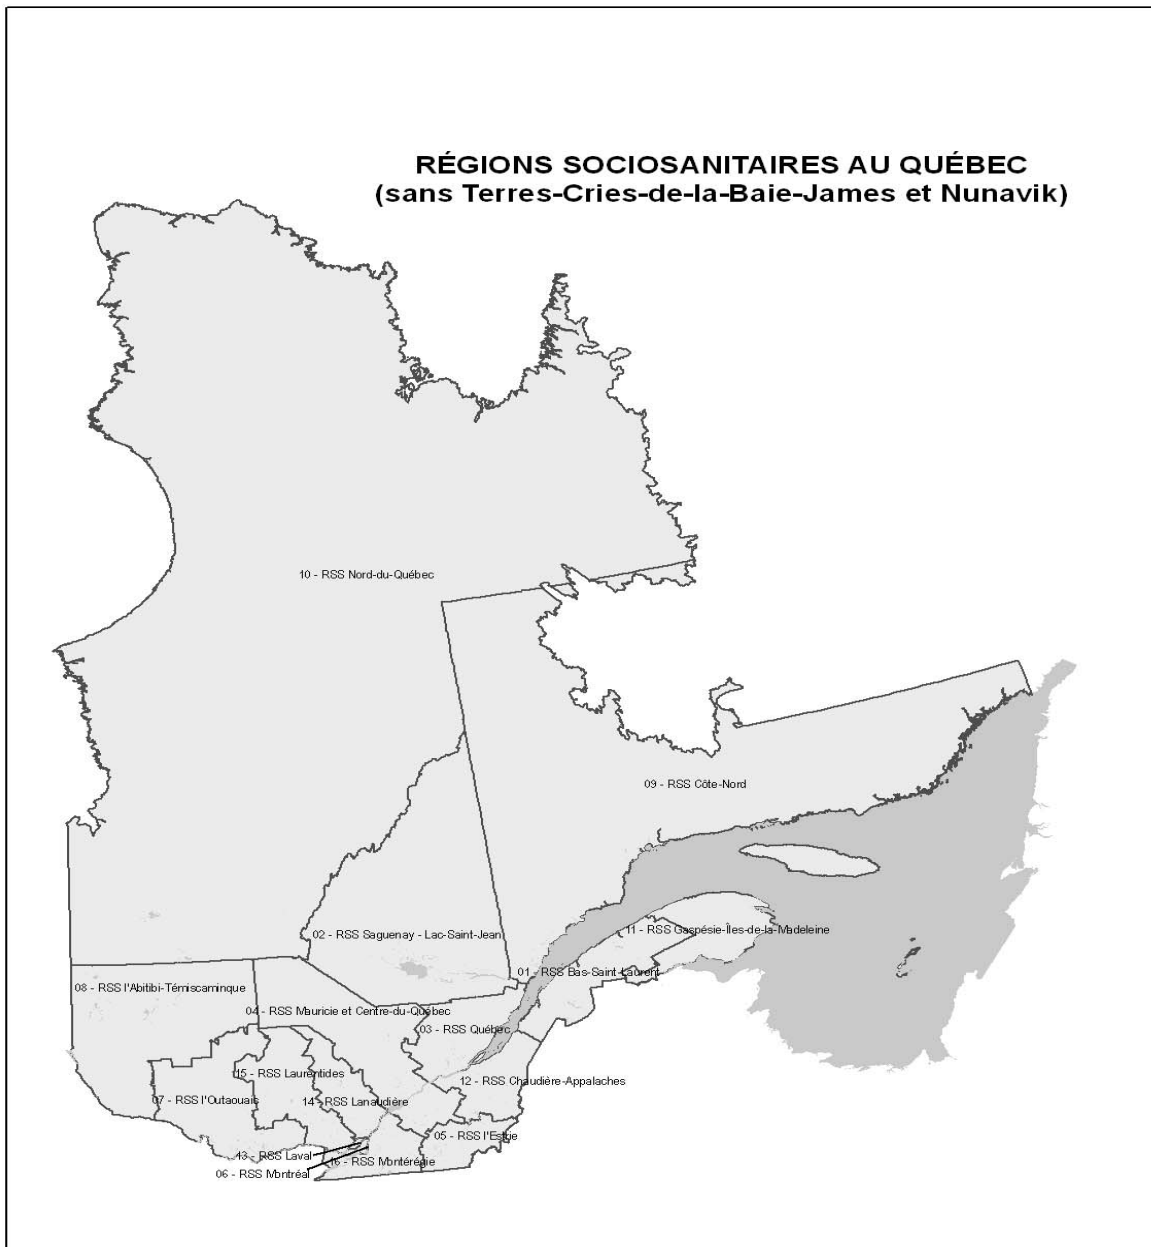 RÉGIONS SOCIOSANITAIRES AU QUÉBEC
(sans Terres-Cries-de-la-Baie-James et Nunavik)
10 - RSS Nord-du-Québec
09 - RSS Côte-Nord
11 - RSS Gaspésie-Îles-de-la-Madeleine
02 - RSS Saguenay - Lac-Saint-Jean
01 - RSS Bas-Saint-Laurent
08 - RSS l'Abitibi-Témiscaminque
04 - RSS Mauricie et Centre-du-Québec
03 - RSS Québec
15 - RSS Laurentides
12 - RSS Chaudière-Appalaches
07 - RSS l'Outaouais
14 - RSS Lanaudière
05 - RSS l'Estrie
13 - RSS Laval
16 - RSS Montérégie
06 - RSS Montréal